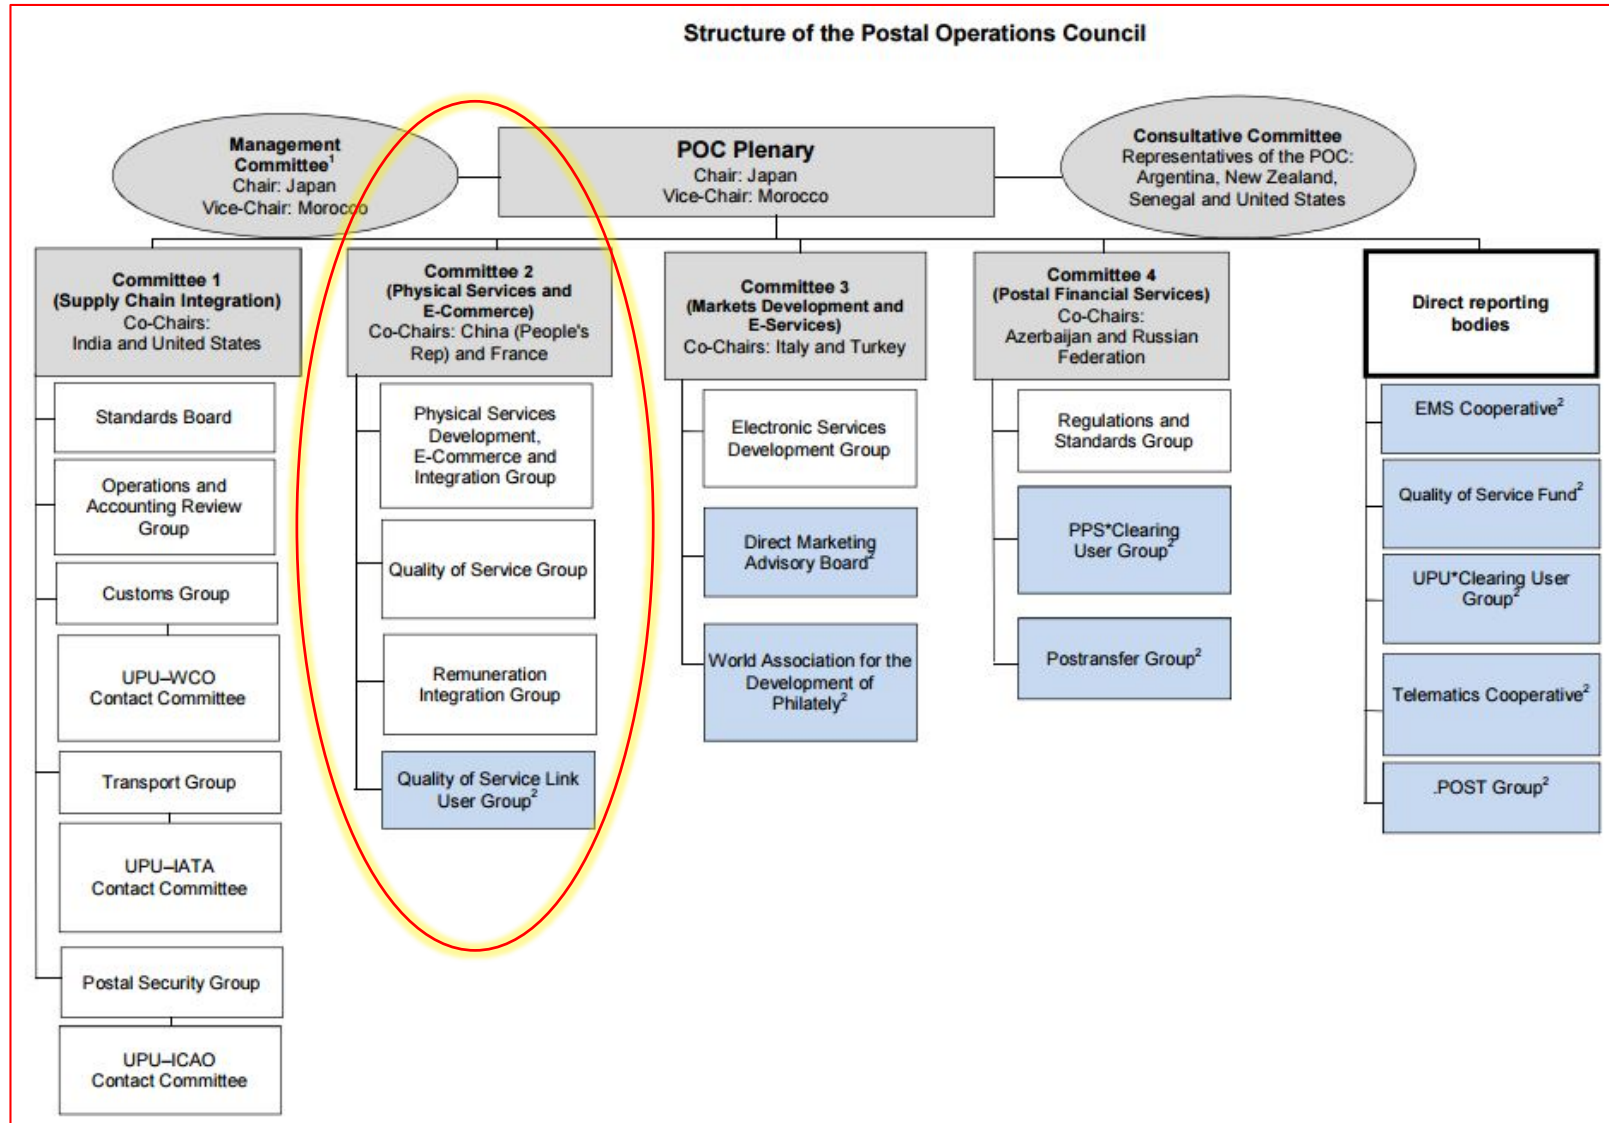 Structure of the Postal Operations Council
Management
Committee1
Chair: Japan
Vice-Chair: Morocco
POC Plenary
Chair: Japan
Vice-Chair: Morocco
Consultative Committee
Representatives of the POC:
Argentina, New Zealand,
Senegal and United States
Committee 1
(Supply Chain Integration)
Co-Chairs:
India and United States
Standards Board
Operations and
Accounting Review
Group
Customs Group
UPU–WCO
Contact Committee
Transport Group
UPU–IATA
Contact Committee
Postal Security Group
UPU–ICAO
Contact Committee
Committee 2
(Physical Services and
E-Commerce)
Co-Chairs: China (People's
Rep) and France
Physical Services
Development,
E-Commerce and
Integration Group
Quality of Service Group
Remuneration
Integration Group
Quality of Service Link
User Group2
Committee 3
(Markets Development and
E-Services)
Co-Chairs: Italy and Turkey
Electronic Services
Development Group
Direct Marketing
Advisory Board2
World Association for the
Development of
Philately2
Committee 4
(Postal Financial Services)
Co-Chairs:
Azerbaijan and Russian
Federation
Regulations and
Standards Group
PPS*Clearing
User Group2
Postransfer Group2
Direct reporting
bodies
EMS Cooperative2
Quality of Service Fund2
UPU*Clearing User
Group2
Telematics Cooperative2
.POST Group2